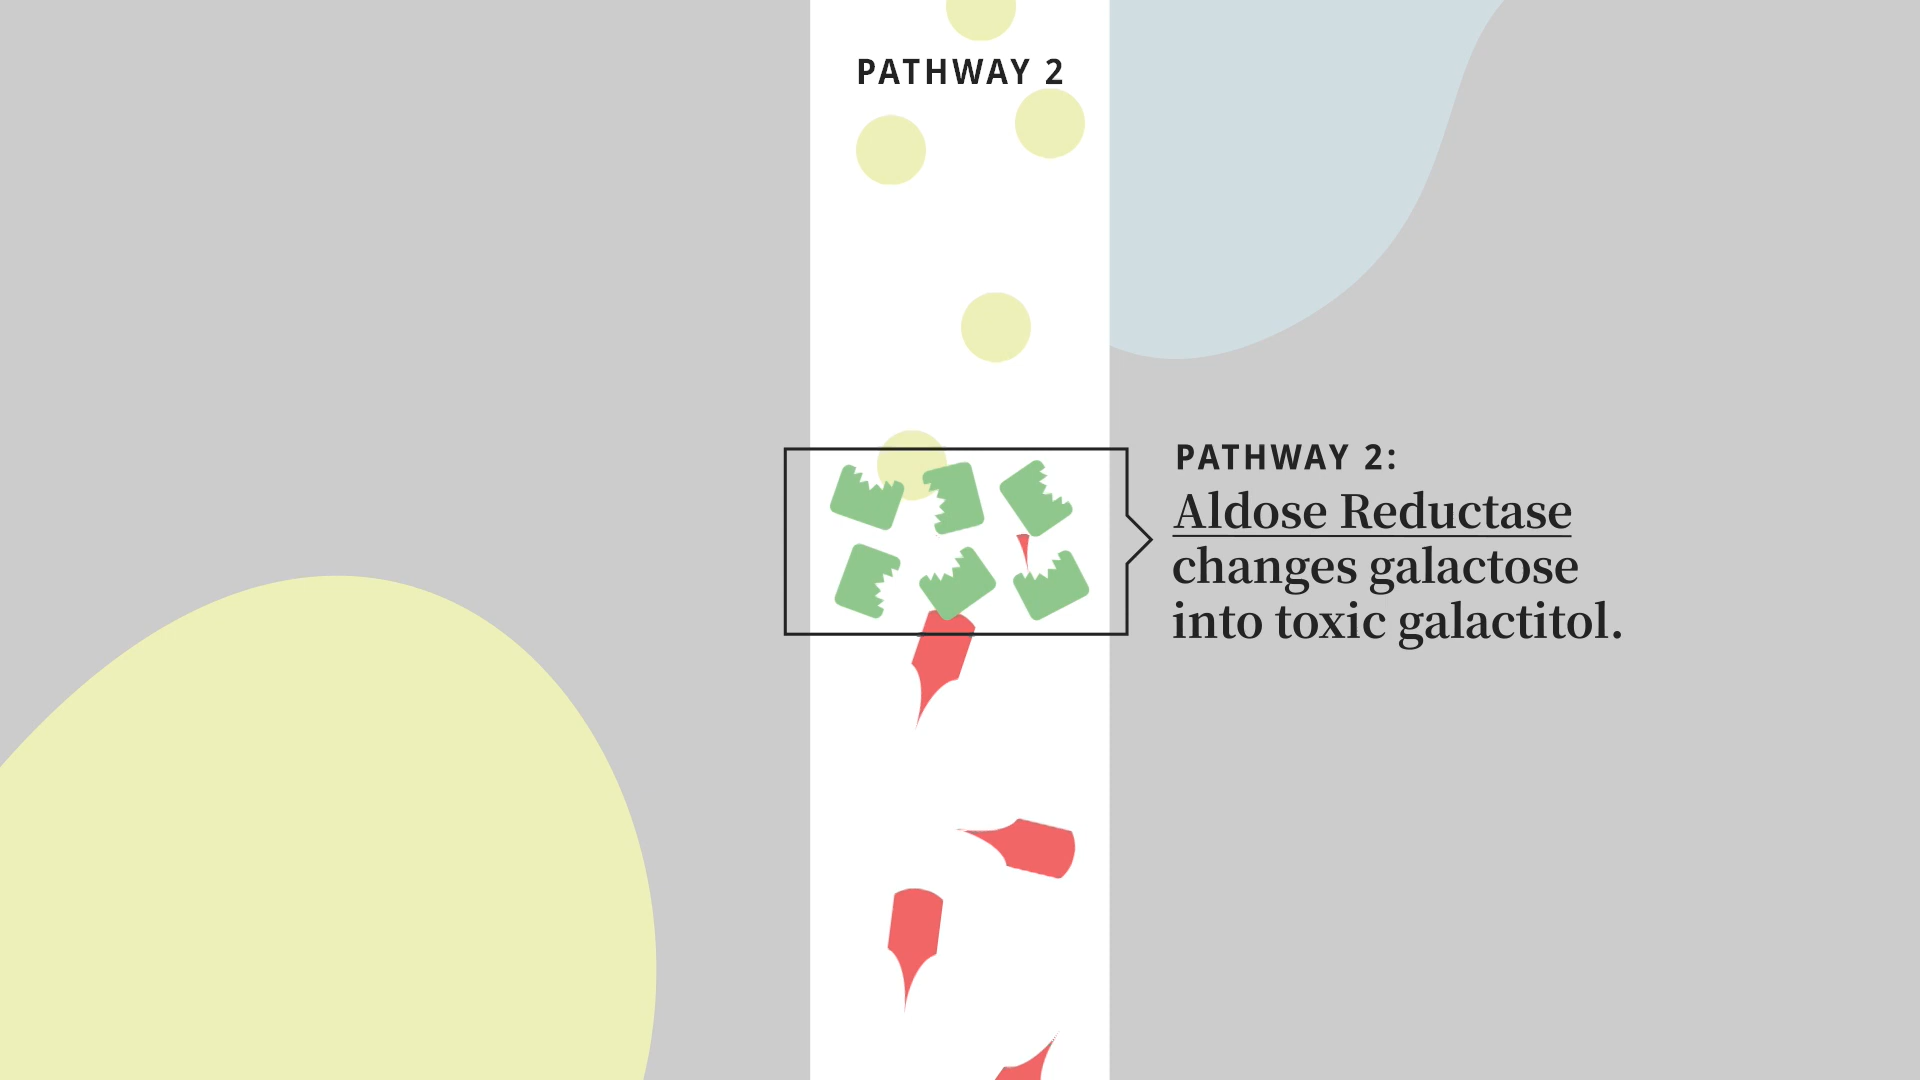 PATHWAY 2
PATHWAY 2:
Aldose Reductase
changes galactose
into toxic galactitol.